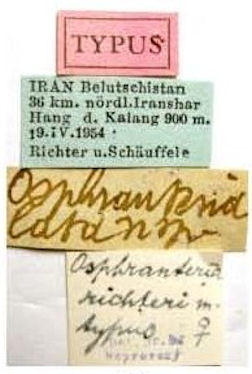 TYPUS
IRAN Belutschistan
36 km. nördl.Iranshar
Hang d. Kalang 900 m.
19.IV.1954
Richter u.Schäuffele
Osphranteria
lata n
Osphranteria
richteri m.
typus ♀